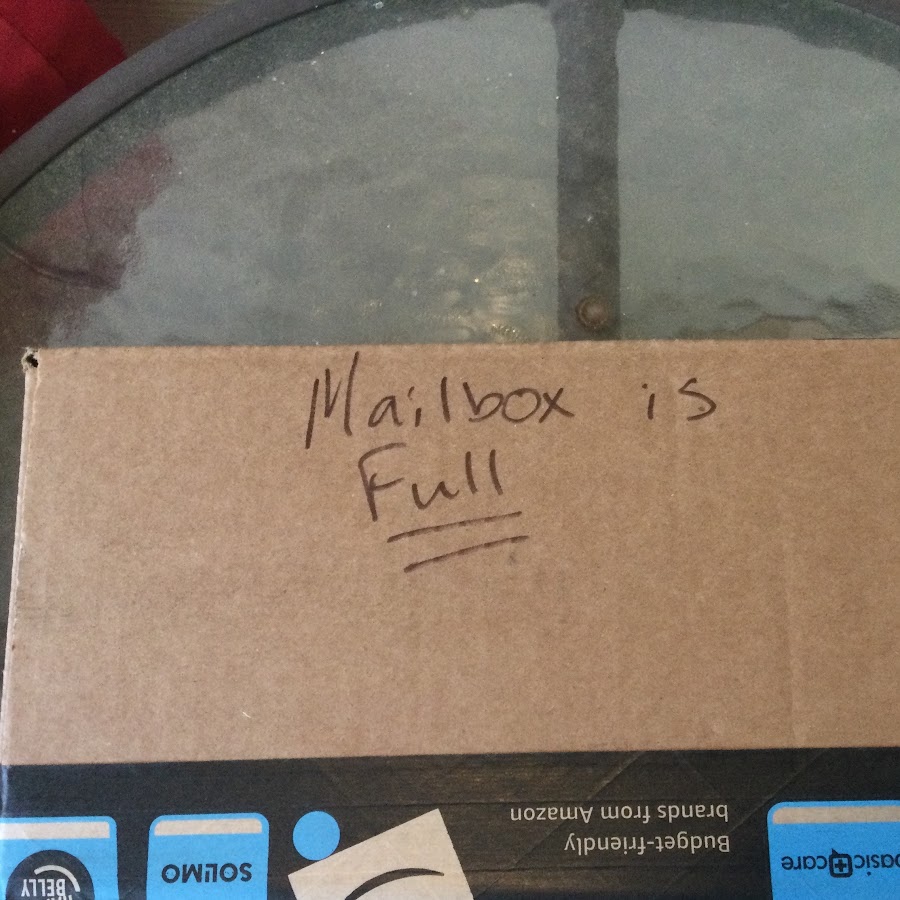 Mailbox is
Full
Budget-friendly
brands from Amazon
SOLIMO
BELLY
basic care